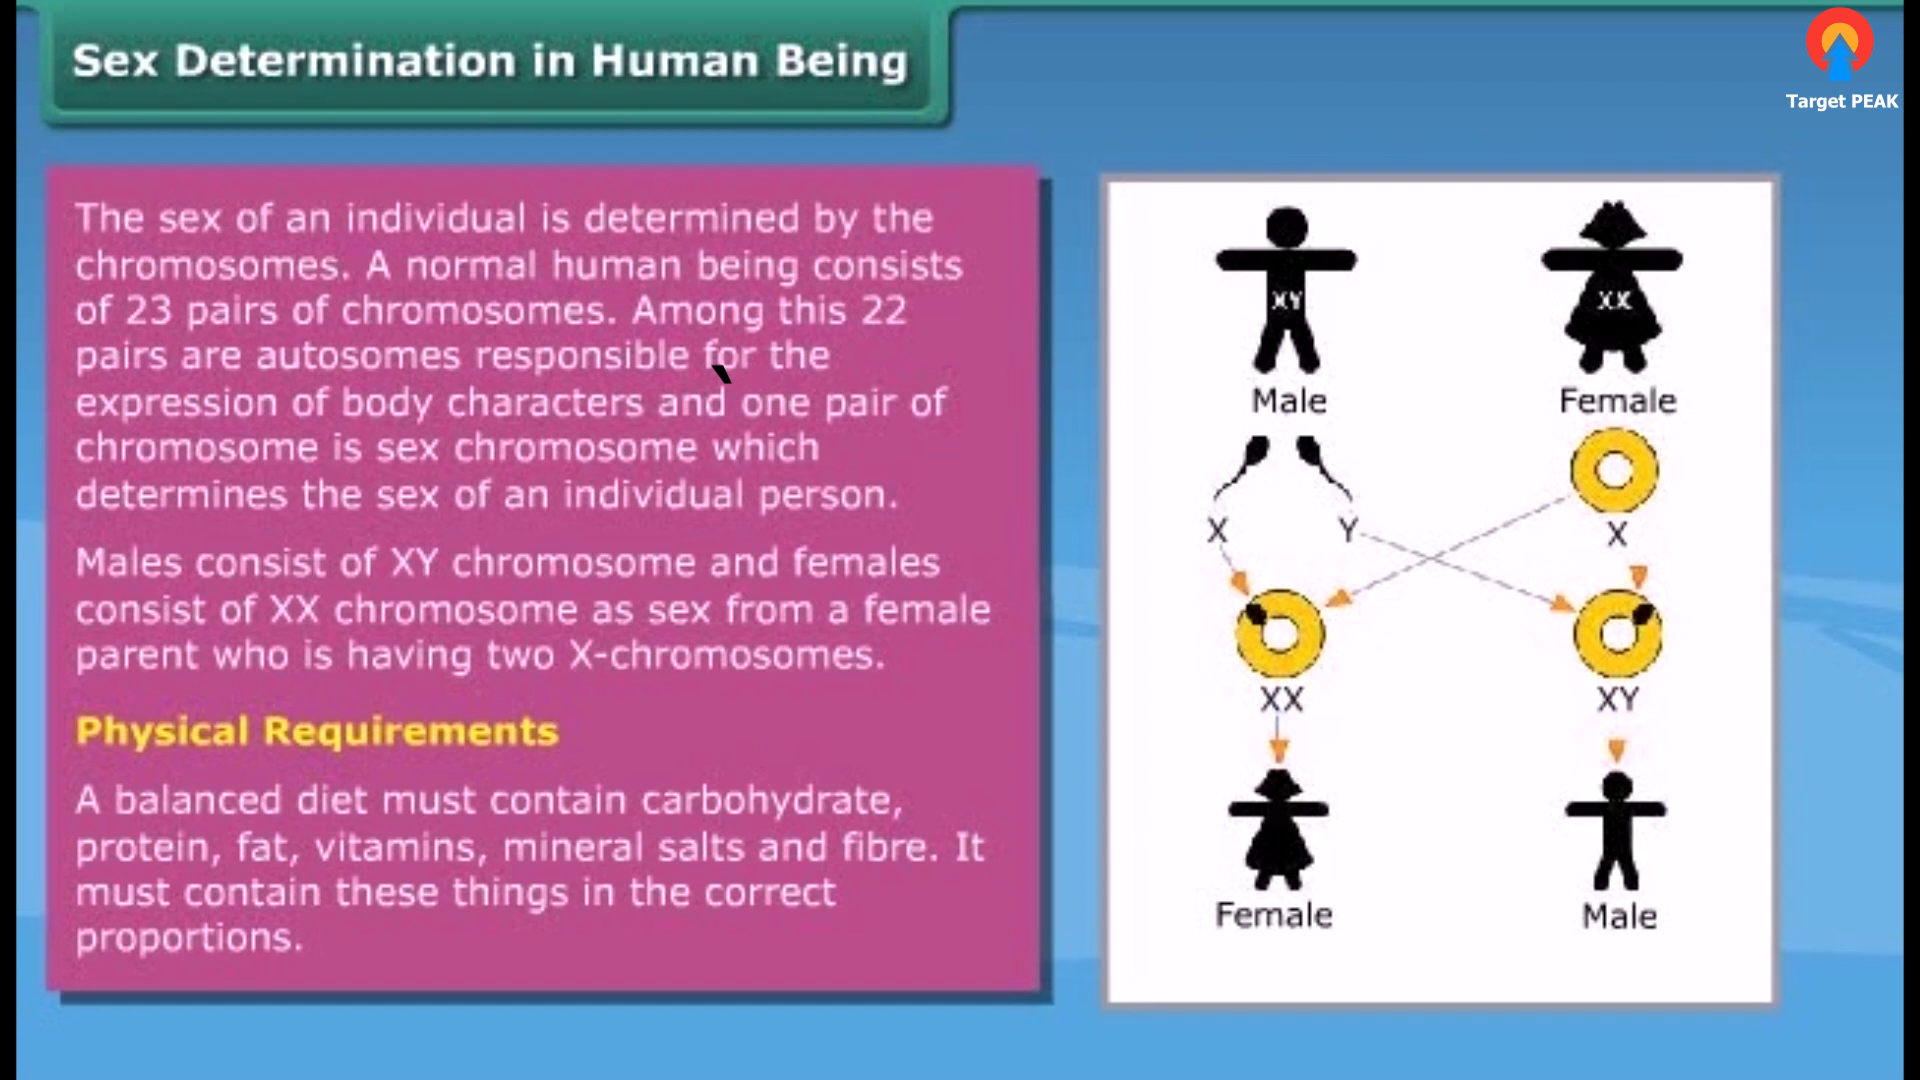 Sex Determination in Human Being
Target PEAK
The sex of an individual is determined by the
chromosomes. A normal human being consists
of 23 pairs of chromosomes. Among this 22
pairs are autosomes responsible for the
expression of body characters and one pair of
chromosome is sex chromosome which
determines the sex of an individual person.
Males consist of XY chromosome and females
consist of XX chromosome as sex from a female
parent who is having two X-chromosomes.
Physical Requirements
A balanced diet must contain carbohydrate,
protein, fat, vitamins, mineral salts and fibre. It
must contain these things in the correct
proportions.
XY XX
Male Female
X Y X
XX XY
Female Male